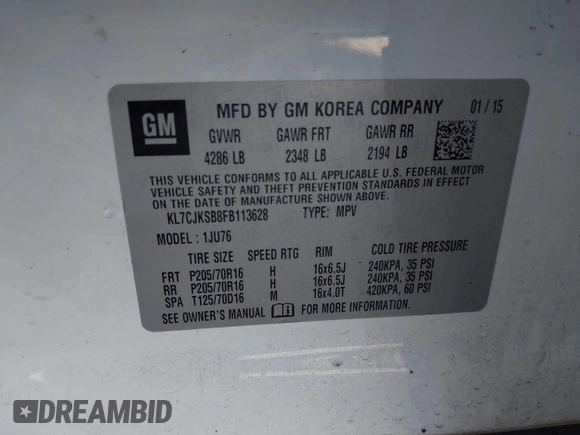 GM
MFD BY GM KOREA COMPANY 01 / 15
GVWR GAWR FRT GAWR RR
4286 LB 2348 LB 2194 LB
THIS VEHICLE CONFORMS TO ALL APPLICABLE U.S. FEDERAL MOTOR
VEHICLE SAFETY AND THEFT PREVENTION STANDARDS IN EFFECT
ON THE DATE OF MANUFACTURE SHOWN ABOVE.
KL7CJKSB8FB113628 TYPE: MPV
MODEL : 1JU76
TIRE SIZE SPEED RTG RIM COLD TIRE PRESSURE
FRT P205/70R16 H 16x6.5J 240KPA, 35 PSI
RR P205/70R16 H 16x6.5J 240KPA, 35 PSI
SPA T125/70D16 M 16x4.0T 420KPA, 60 PSI
SEE OWNER'S MANUAL FOR MORE INFORMATION.
DREAMBID